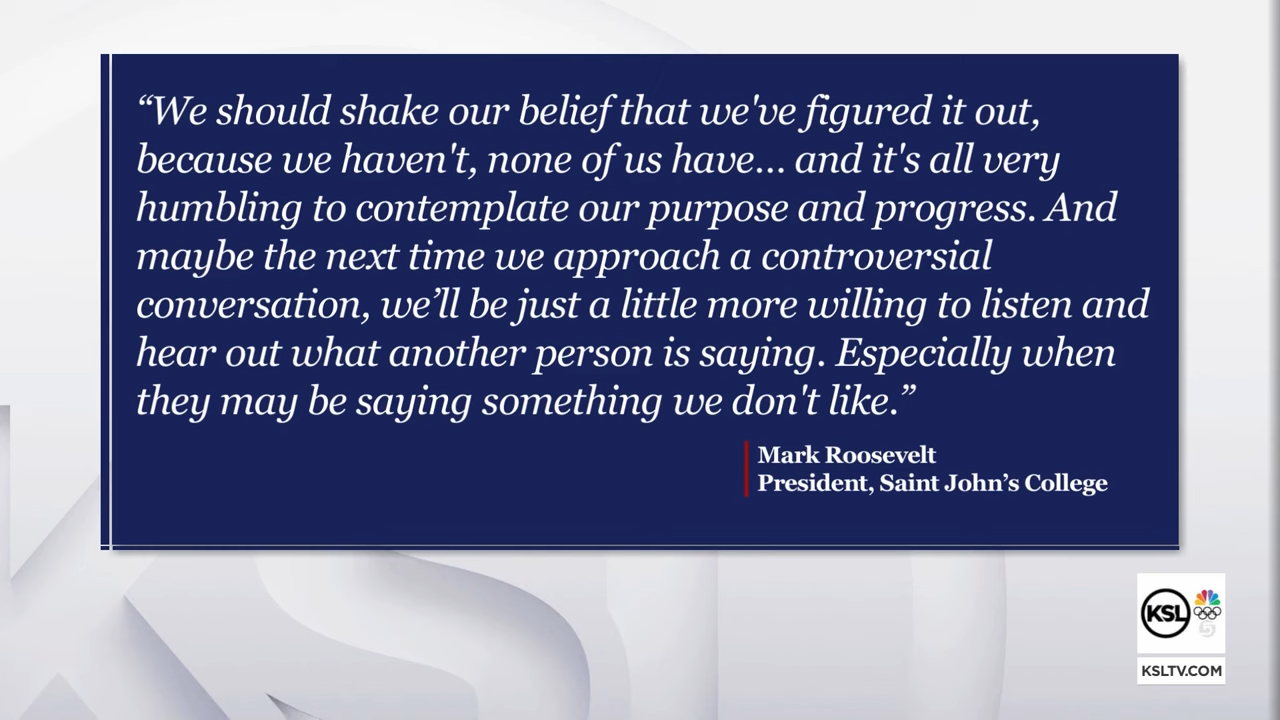 “We should shake our belief that we've figured it out,
because we haven't, none of us have... and it's all very
humbling to contemplate our purpose and progress. And
maybe the next time we approach a controversial
conversation, we’ll be just a little more willing to listen and
hear out what another person is saying. Especially when
they may be saying something we don't like.”
Mark Roosevelt
President, Saint John’s College
KSL
5
KSLTV.COM